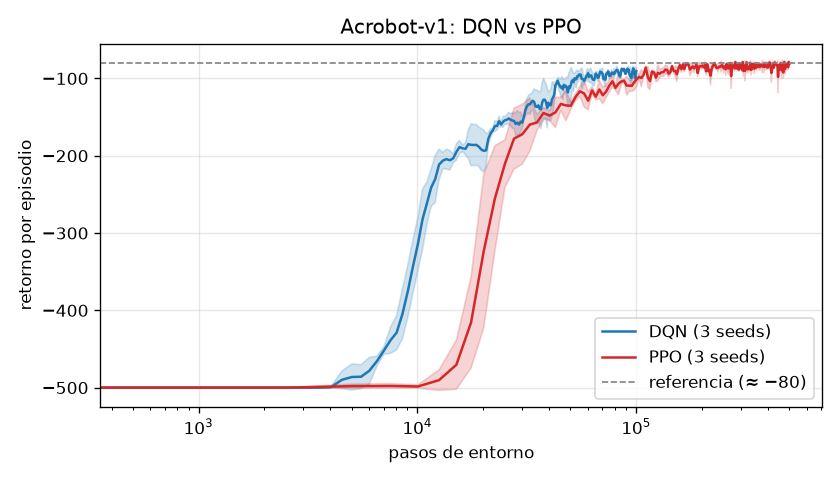 Acrobot-v1: DQN vs PPO
retorno por episodio
−100
−200
−300
−400
−500
10³
10⁴
10⁵
pasos de entorno
DQN (3 seeds)
PPO (3 seeds)
referencia (≈ −80)